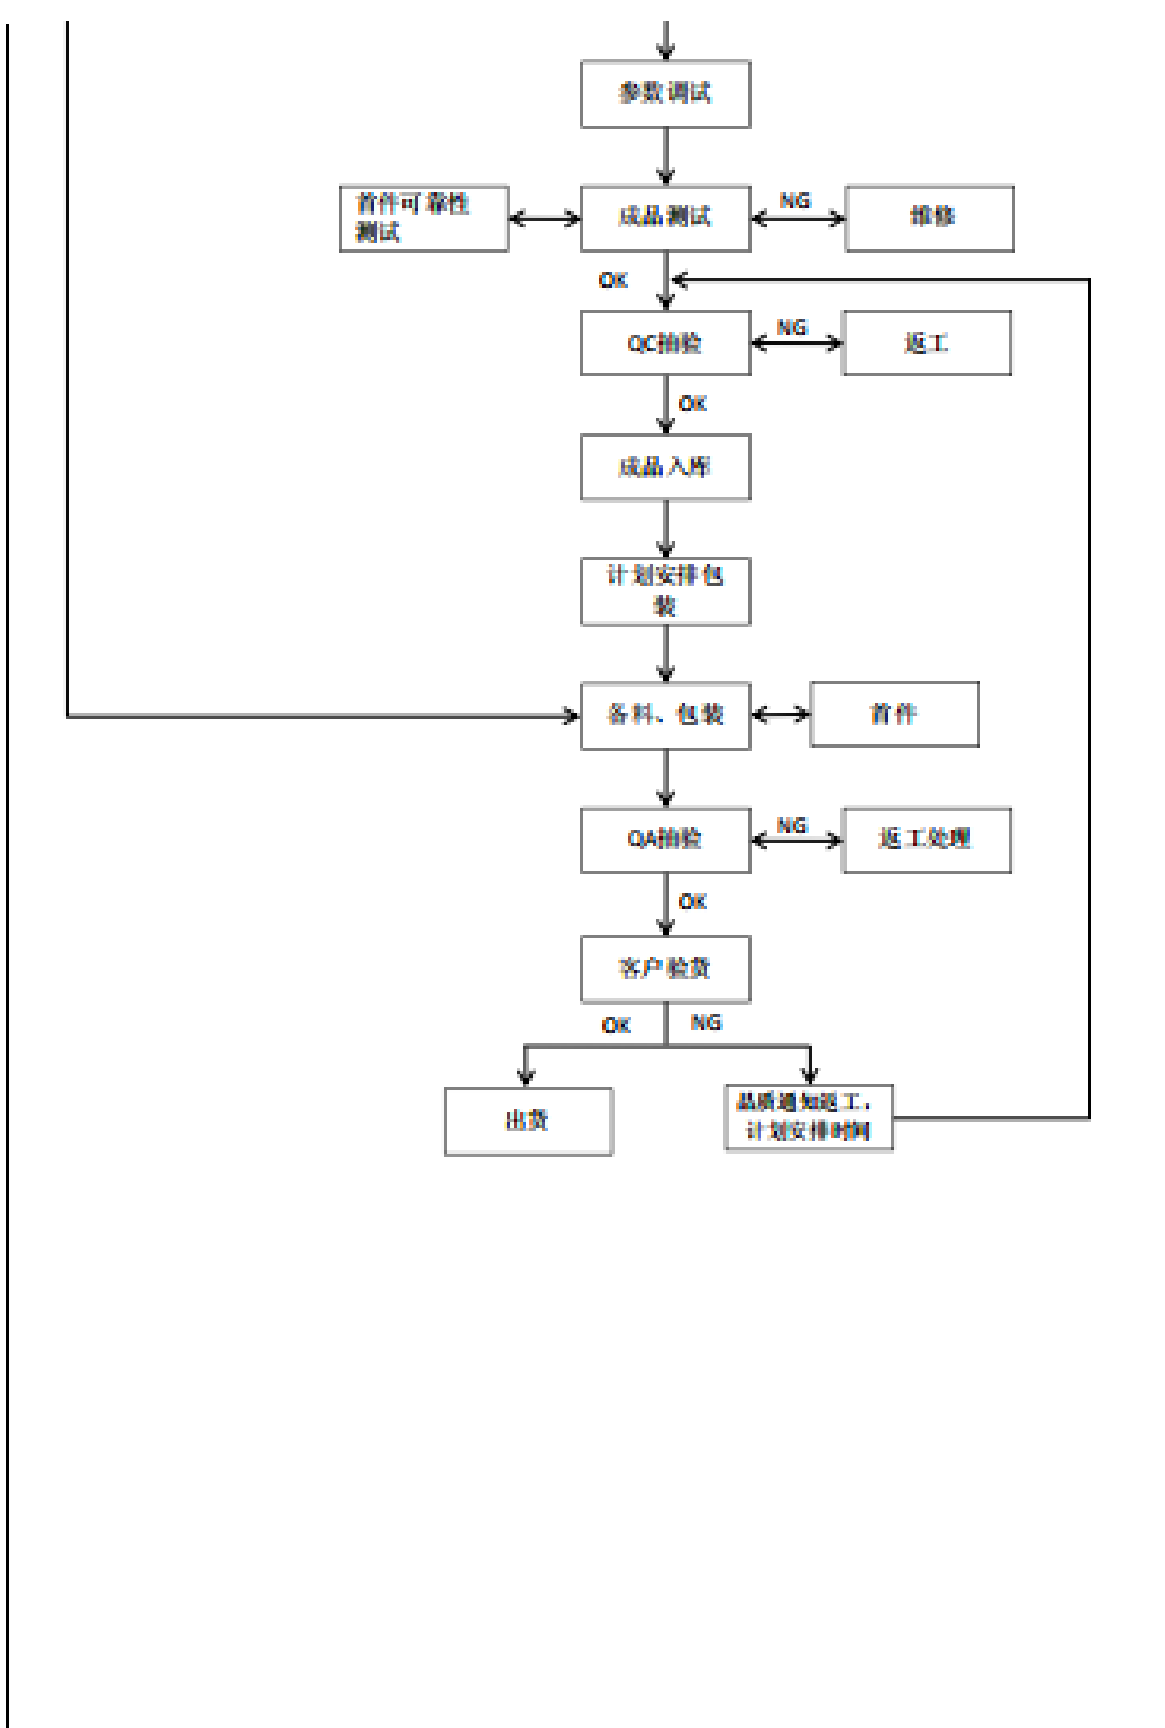 参数调试
首件可靠性
测试
成品测试
NG
维修
OK
QC抽验
NG
返工
OK
成品入库
计划安排包
装
各料、包装
首件
QA抽验
NG
返工处理
OK
客户验货
OK
NG
出货
品质通知返工,
计划安排时间